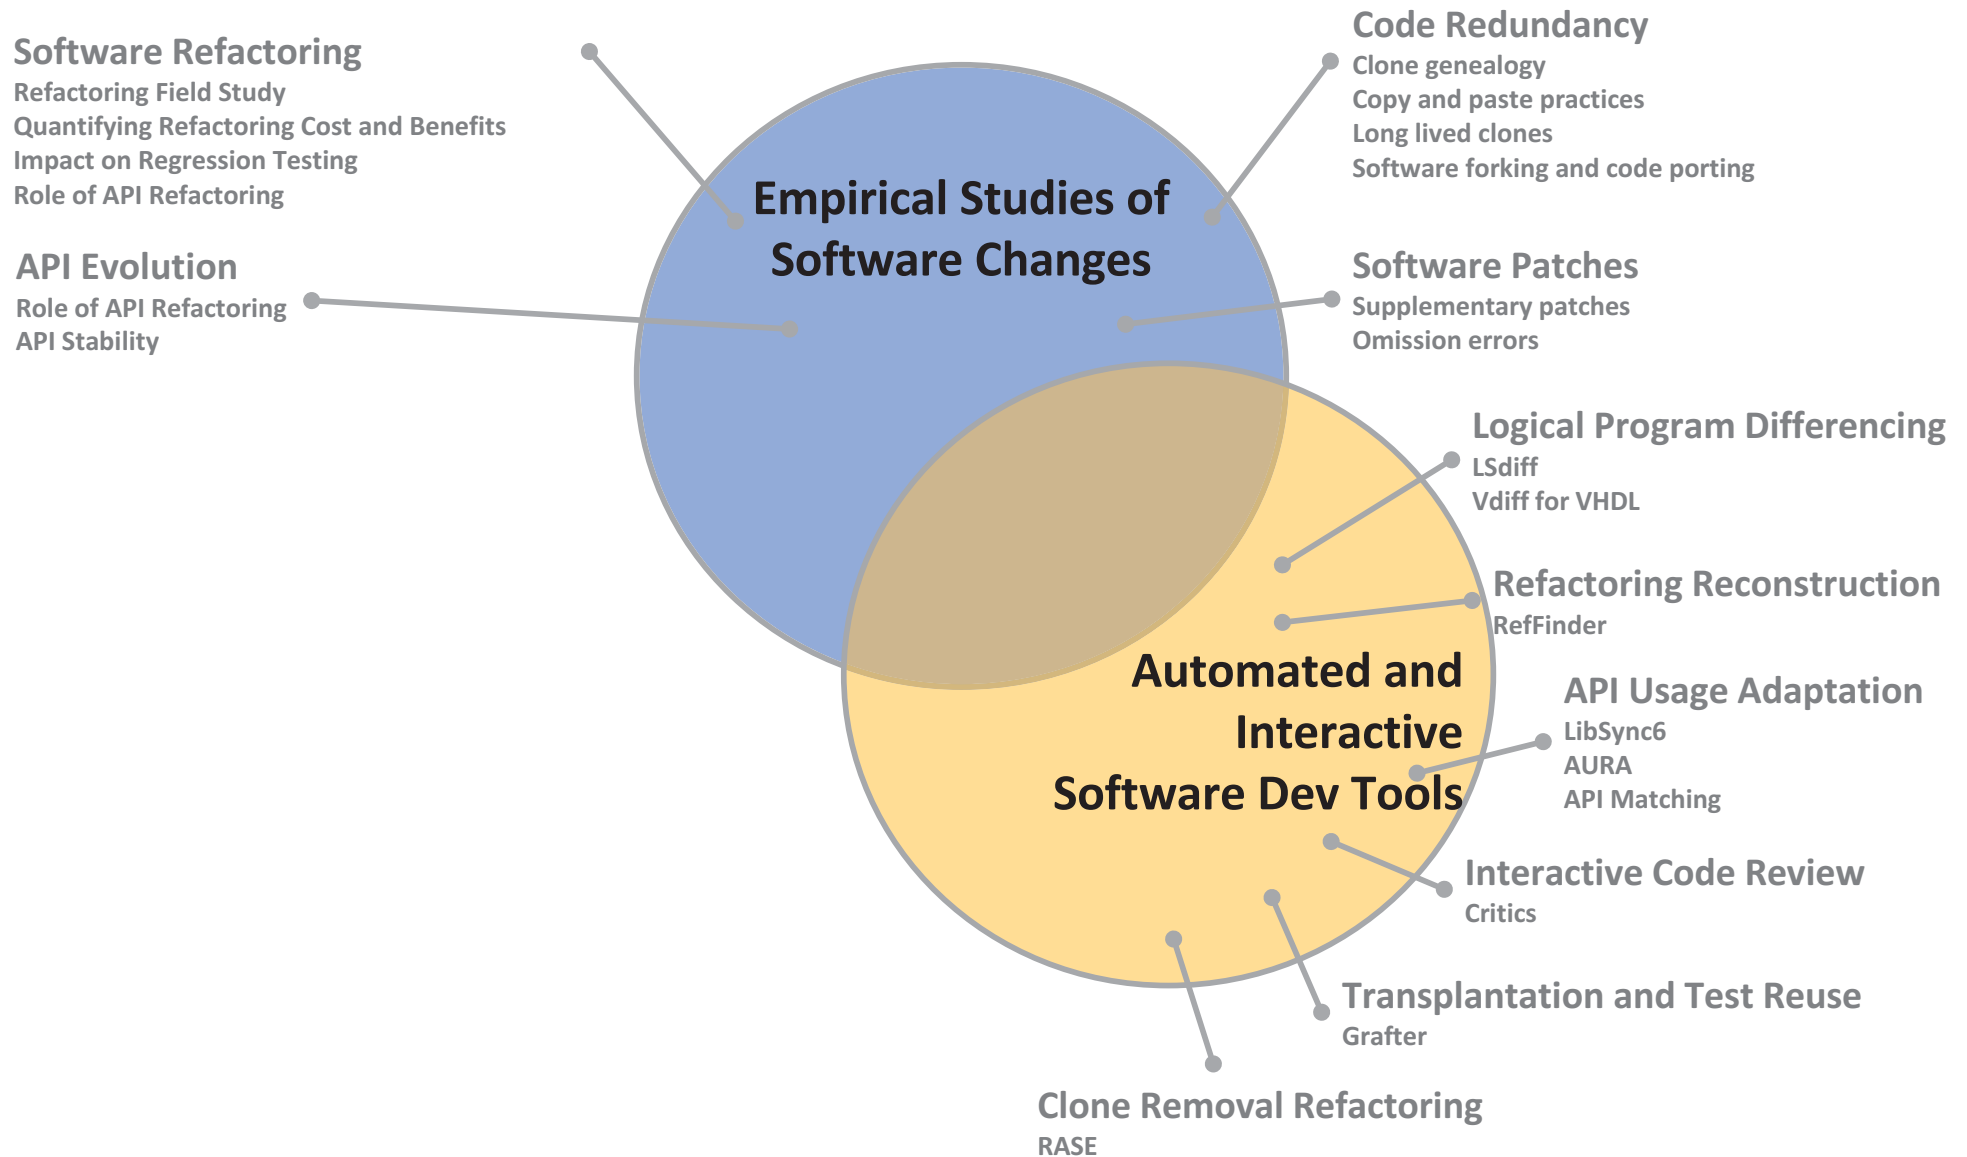 Software Refactoring
Refactoring Field Study
Quantifying Refactoring Cost and Benefits
Impact on Regression Testing
Role of API Refactoring
API Evolution
Role of API Refactoring
API Stability
Empirical Studies of
Software Changes
Code Redundancy
Clone genealogy
Copy and paste practices
Long lived clones
Software forking and code porting
Software Patches
Supplementary patches
Omission errors
Logical Program Differencing
LSdiff
Vdiff for VHDL
Refactoring Reconstruction
RefFinder
Automated and
Interactive
Software Dev Tools
API Usage Adaptation
LibSync6
AURA
API Matching
Interactive Code Review
Critics
Transplantation and Test Reuse
Grafter
Clone Removal Refactoring
RASE